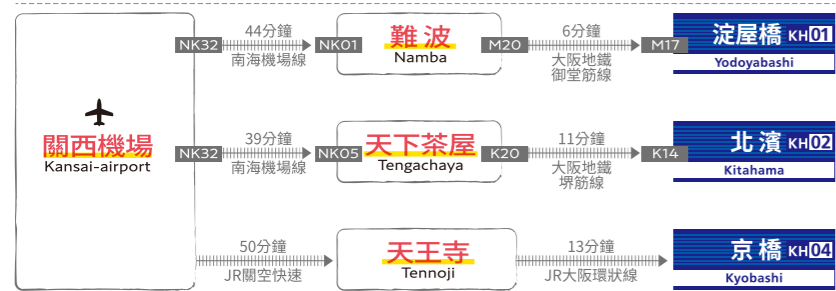 44分鐘
6分鐘
難波
淀屋橋 KH01
NK32
NK01
M20
M17
Namba
南海機場線
大阪地鐵
御堂筋線
Yodoyabashi
關西機場
Kansai-airport
39分鐘
11分鐘
天下茶屋
北濱 KH02
NK32
NK05
K20
K14
Tengachaya
南海機場線
大阪地鐵
堺筋線
Kitahama
50分鐘
13分鐘
天王寺
京橋 KH04
JR關空快速
Tennoji
JR大阪環狀線
Kyobashi